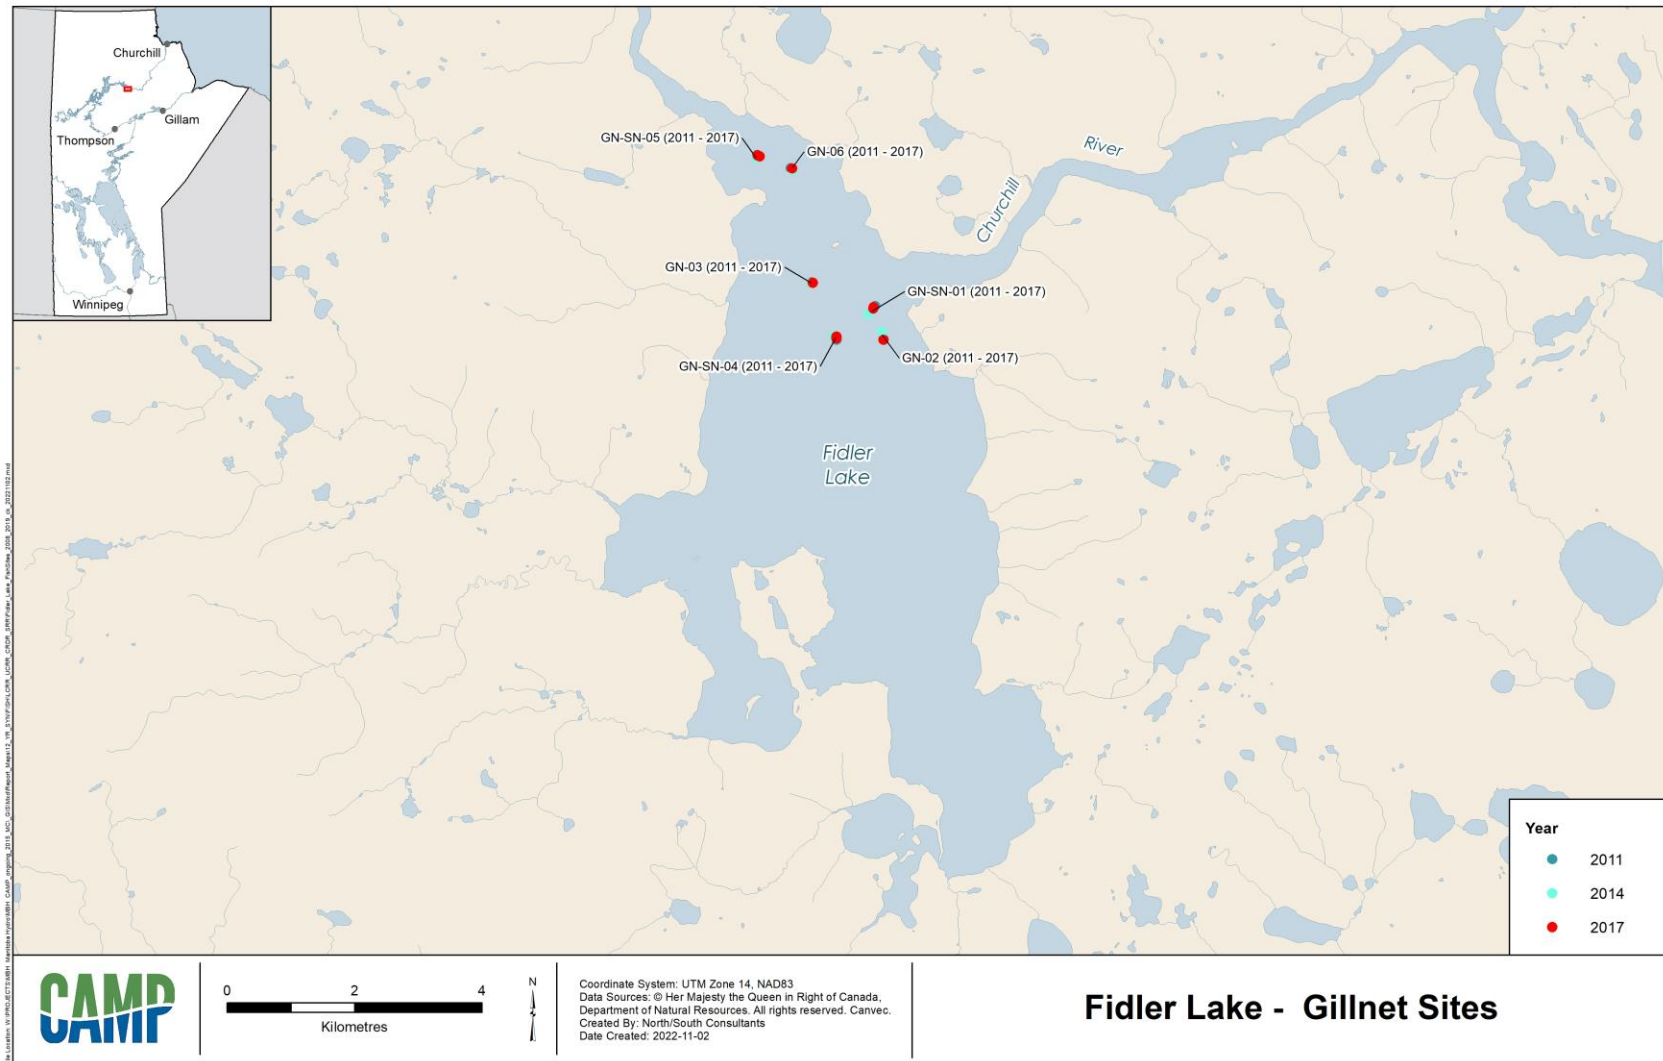 Churchill
Gillam
Thompson
Winnipeg
GN-SN-05 (2011 - 2017)
GN-06 (2011 - 2017)
River
Churchill
GN-03 (2011 - 2017)
GN-SN-01 (2011 - 2017)
GN-SN-04 (2011 - 2017)
GN-02 (2011 - 2017)
Fidler
Lake
Year
2011
2014
2017
CAMP
0 2 4
Kilometres
N
Coordinate System: UTM Zone 14, NAD83
Data Sources: © Her Majesty the Queen in Right of Canada,
Department of Natural Resources. All rights reserved. Canvec.
Created By: North/South Consultants
Date Created: 2022-11-02
Fidler Lake - Gillnet Sites